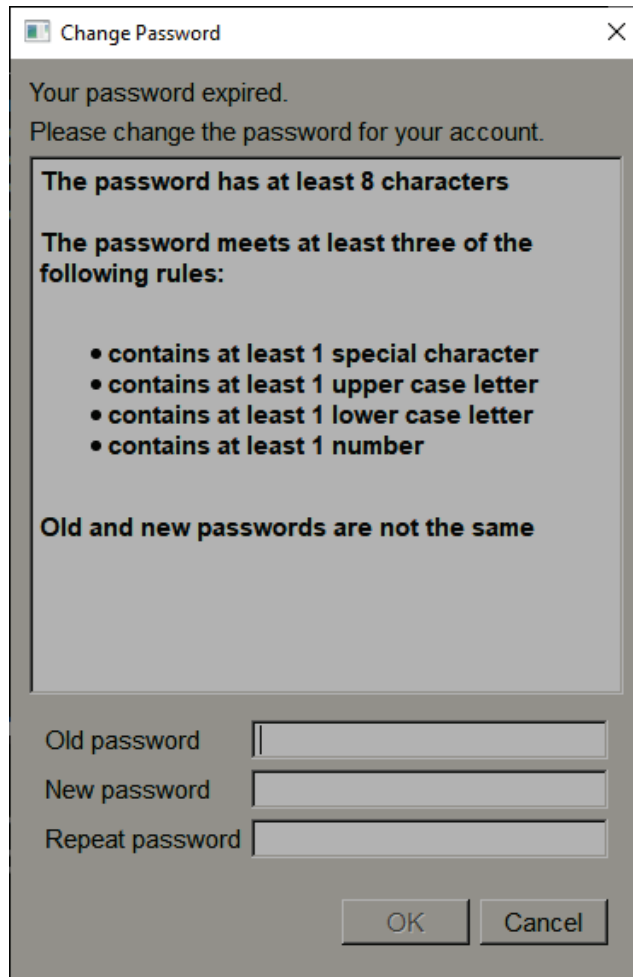 Change Password
Your password expired.
Please change the password for your account.
The password has at least 8 characters
The password meets at least three of the
following rules:
• contains at least 1 special character
• contains at least 1 upper case letter
• contains at least 1 lower case letter
• contains at least 1 number
Old and new passwords are not the same
Old password
New password
Repeat password
OK Cancel